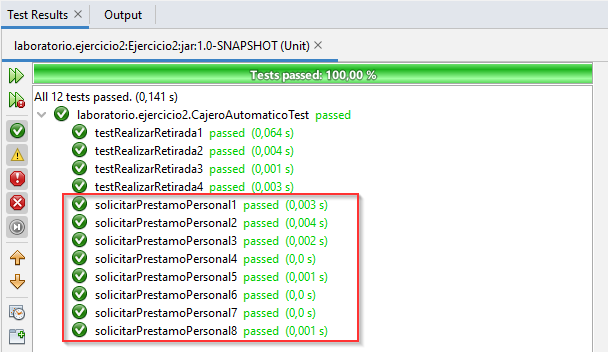 Test Results × Output
laboratorio.ejercicio2:Ejercicio2:jar:1.0-SNAPSHOT (Unit) ×
Tests passed: 100,00 %
All 12 tests passed. (0,141 s)
laboratorio.ejercicio2.CajeroAutomaticoTest passed
testRealizarRetirada1 passed (0,064 s)
testRealizarRetirada2 passed (0,004 s)
testRealizarRetirada3 passed (0,001 s)
testRealizarRetirada4 passed (0,003 s)
solicitarPrestamoPersonal1 passed (0,003 s)
solicitarPrestamoPersonal2 passed (0,004 s)
solicitarPrestamoPersonal3 passed (0,002 s)
solicitarPrestamoPersonal4 passed (0,0 s)
solicitarPrestamoPersonal5 passed (0,001 s)
solicitarPrestamoPersonal6 passed (0,0 s)
solicitarPrestamoPersonal7 passed (0,0 s)
solicitarPrestamoPersonal8 passed (0,001 s)